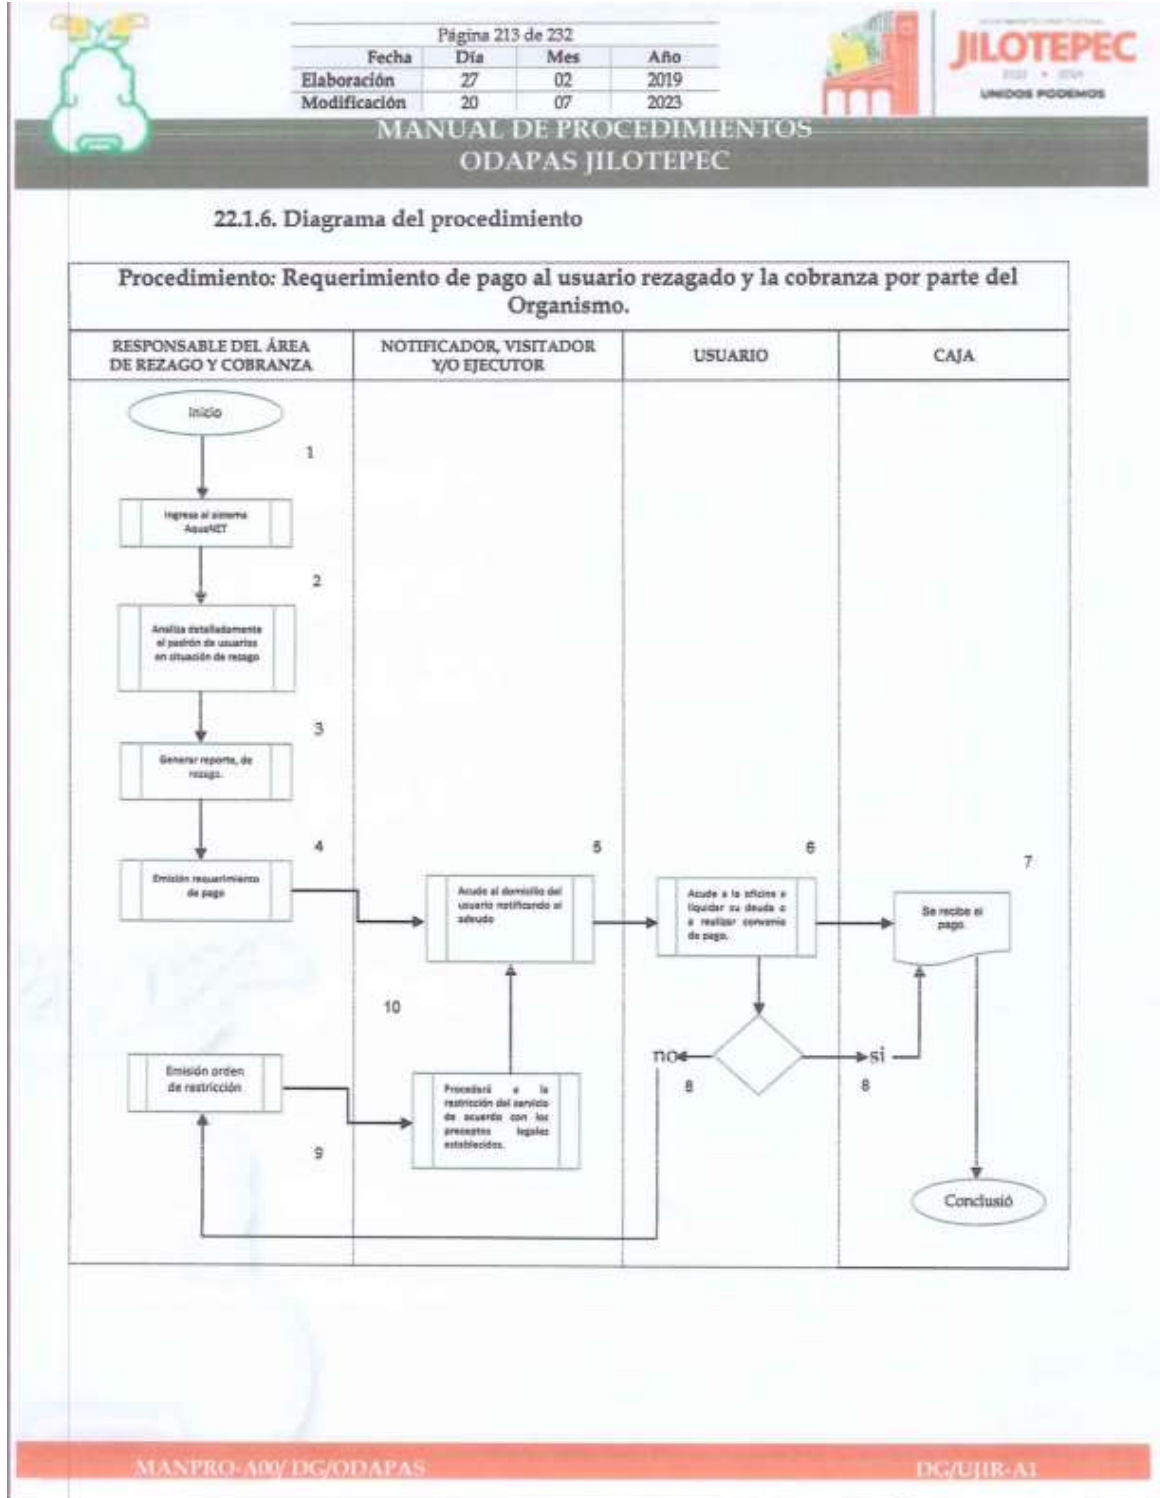 Página 213 de 232
Fecha Día Mes Año
Elaboración 27 02 2019
Modificación 20 07 2023
JILOTEPEC
UNIDOS PODEMOS
MANUAL DE PROCEDIMIENTOS
ODAPAS JILOTEPEC
22.1.6. Diagrama del procedimiento
Procedimiento: Requerimiento de pago al usuario rezagado y la cobranza por parte del
Organismo.
RESPONSABLE DEL ÁREA
DE REZAGO Y COBRANZA
NOTIFICADOR, VISITADOR
Y/O EJECUTOR
USUARIO
CAJA
Inicio
1
Ingresa al sistema
AquaNET
2
Analiza detalladamente
el padrón de usuarios
en situación de rezago
3
Generar reporte, de
rezago.
4
Emisión requerimiento
de pago
5
Acude al domicilio del
usuario notificando el
adeudo
6
Acude a la oficina a
liquidar su deuda o
a realizar convenio
de pago.
7
Se recibe el
pago
no
8
si
8
10
Emisión orden
de restricción
9
Procederá a la
restricción del servicio
de acuerdo con los
preceptos legales
establecidos.
Conclusió
MANPRO-A00/ DG/ODAPAS
DG/UJIR-A1